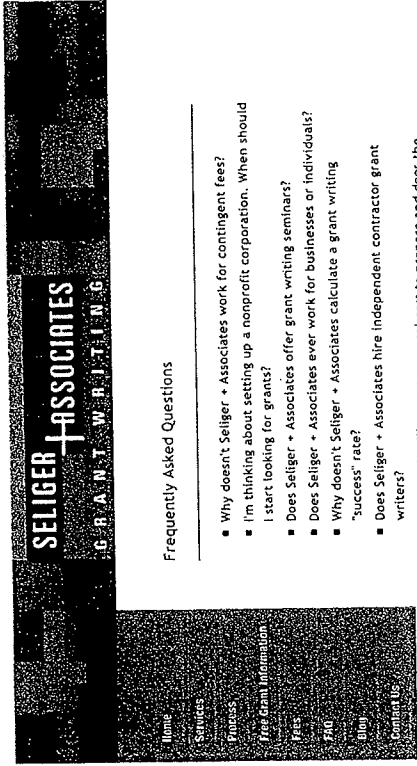 SELIGER
+ASSOCIATES
GRANT WRITING
Home
Services
Process
Free Grant Information
Fees
FAQ
Blog
Contact Us
Frequently Asked Questions
▪ Why doesn't Seliger + Associates work for contingent fees?
▪ I'm thinking about setting up a nonprofit corporation. When should
I start looking for grants?
▪ Does Seliger + Associates offer grant writing seminars?
▪ Does Seliger + Associates ever work for businesses or individuals?
▪ Why doesn't Seliger + Associates calculate a grant writing
"success" rate?
▪ Does Seliger + Associates hire independent contractor grant
writers?